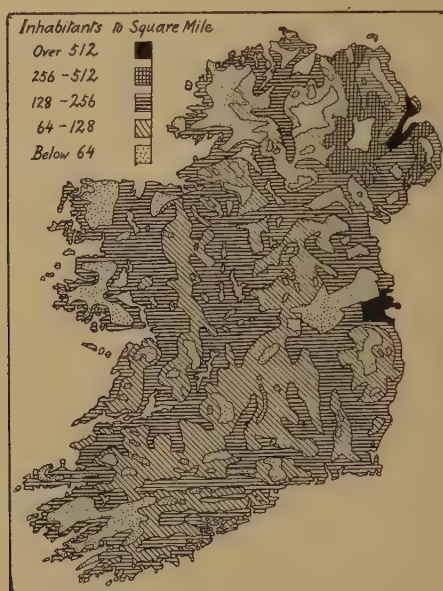 Inhabitants to Square Mile
Over 512
256 - 512
128 - 256
64 - 128
Below 64